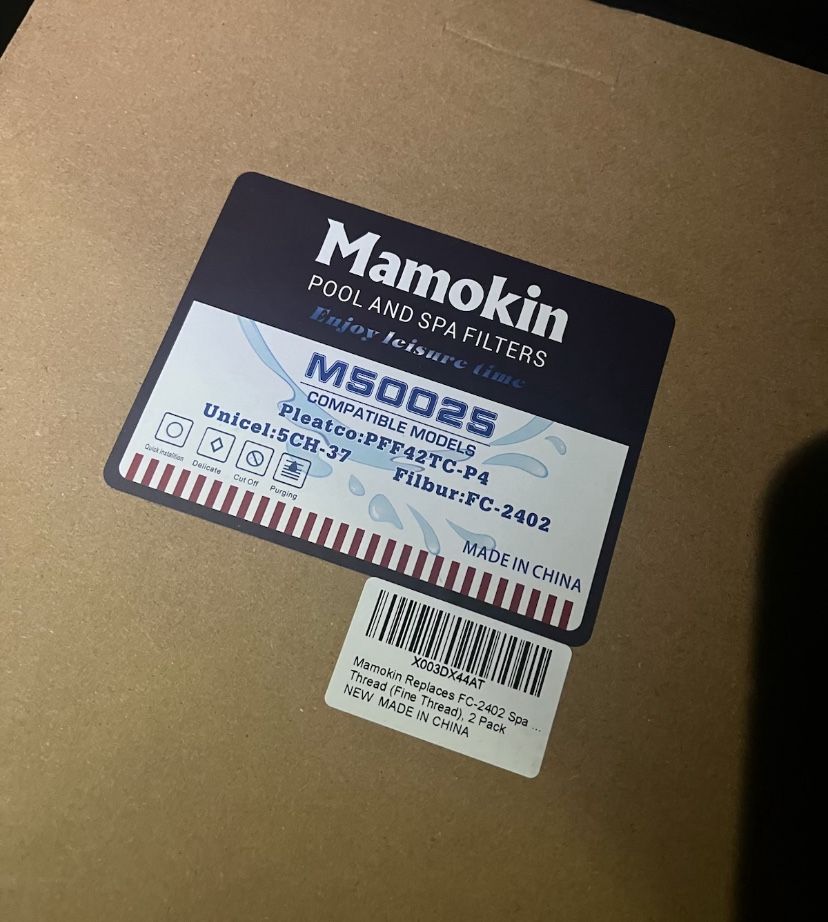 Mamokin
POOL AND SPA FILTERS
Enjoy leisure time
MS0025
COMPATIBLE MODELS
Pleatco:PFF42TC-P4
Unicel:5CH-37
Filbur:FC-2402
Quick installtion
Delicate
Cut Off
Purging
MADE IN CHINA
X003DX44AT
Mamokin Replaces FC-2402 Spa ...
Thread (Fine Thread), 2 Pack
NEW MADE IN CHINA